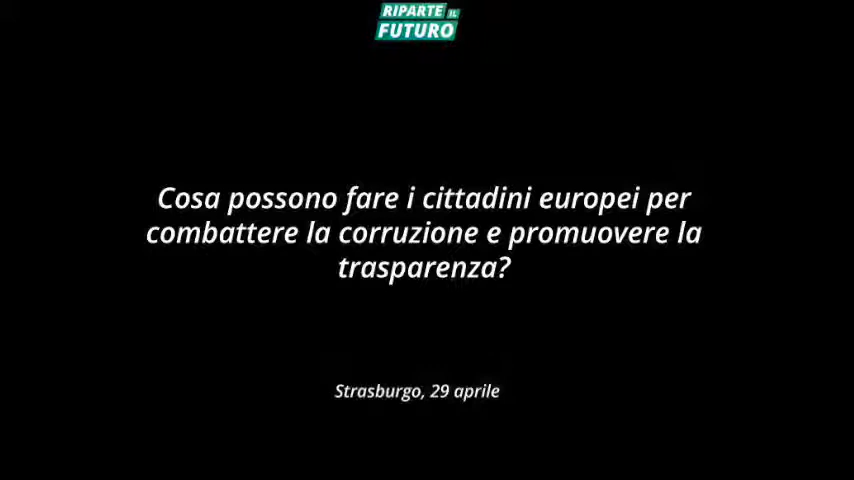 RIPARTE IL
FUTURO
Cosa possono fare i cittadini europei per
combattere la corruzione e promuovere la
trasparenza?
Strasburgo, 29 aprile